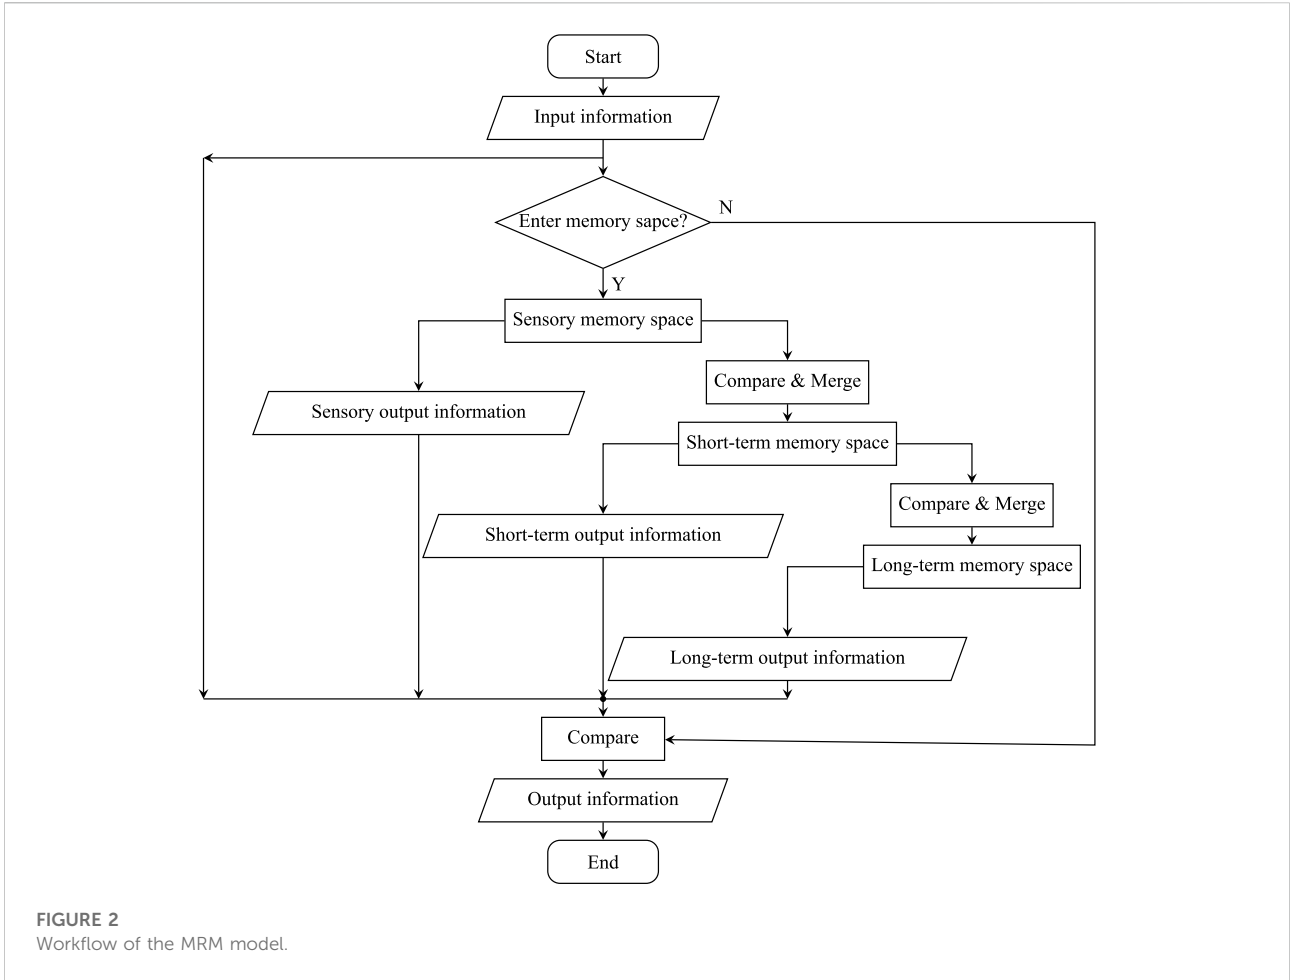 Start
Input information
Enter memory sapce?
N
Y
Sensory memory space
Compare & Merge
Sensory output information
Short-term memory space
Compare & Merge
Short-term output information
Long-term memory space
Long-term output information
Compare
Output information
End
FIGURE 2
Workflow of the MRM model.